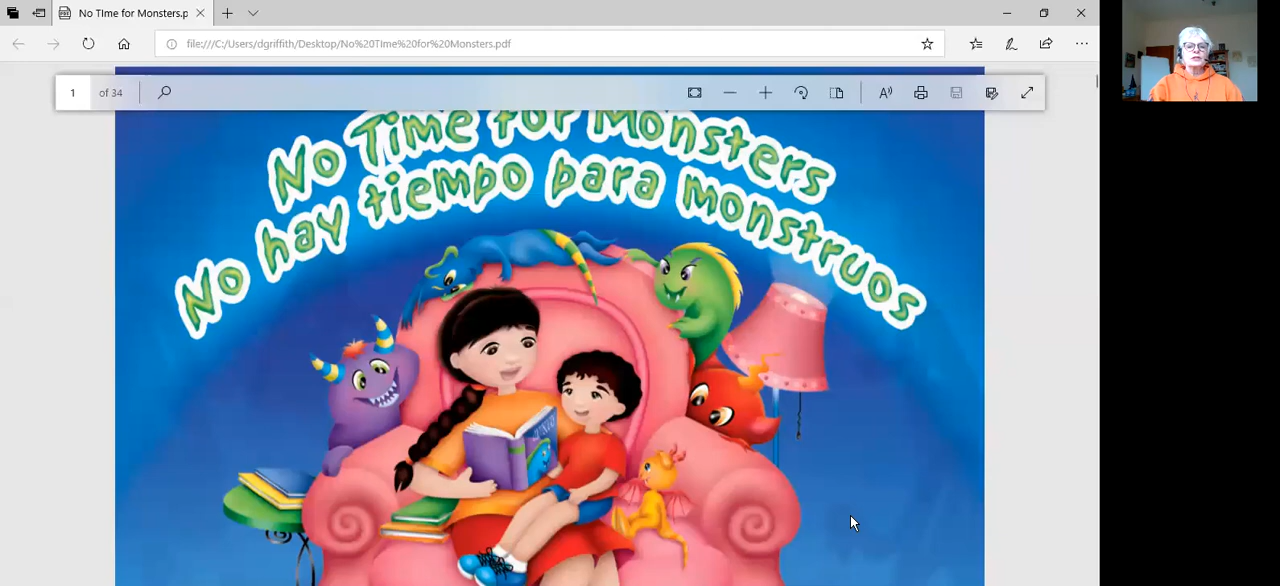 No TIme for Monsters.p
file:///C:/Users/dgriffith/Desktop/No%20TIme%20for%20Monsters.pdf
1 of 34
No Time for Monsters
No hay tiempo para monstruos